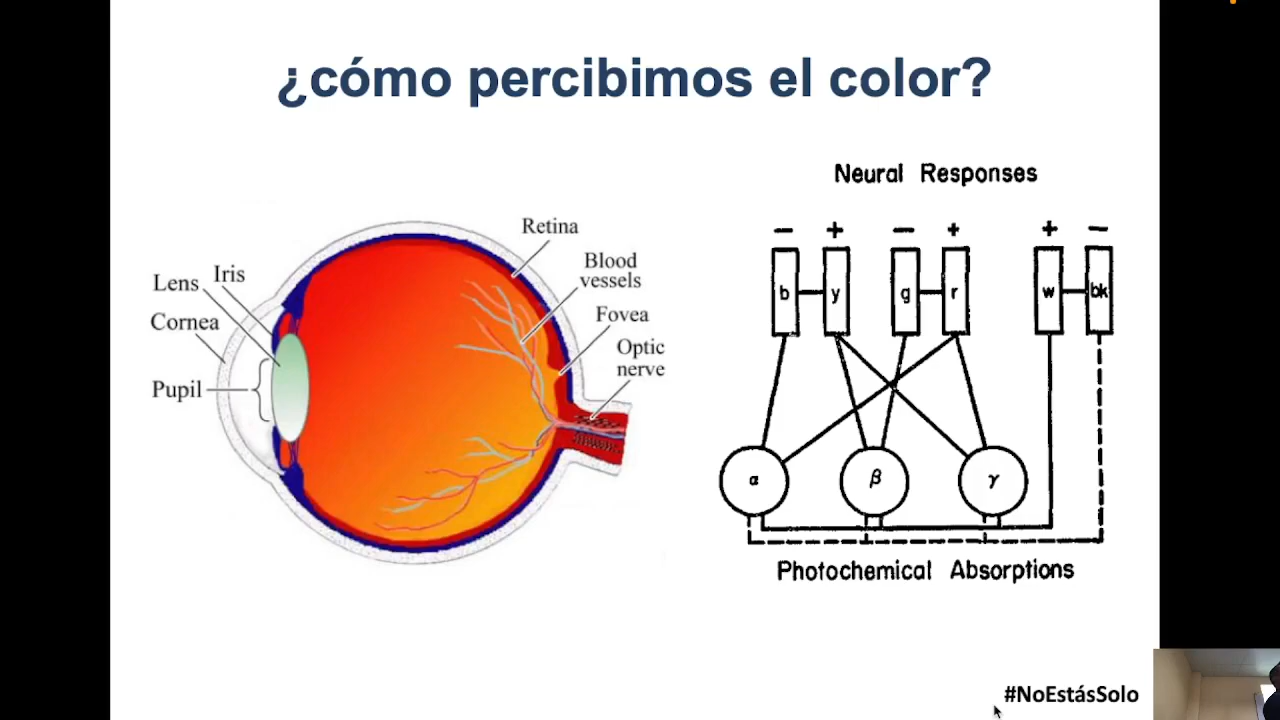 ¿cómo percibimos el color?
Retina
Blood
vessels
Fovea
Optic
nerve
Iris
Lens
Cornea
Pupil
Neural Responses
− + − + + −
b y g r w bk
α β γ
Photochemical Absorptions
#NoEstásSolo